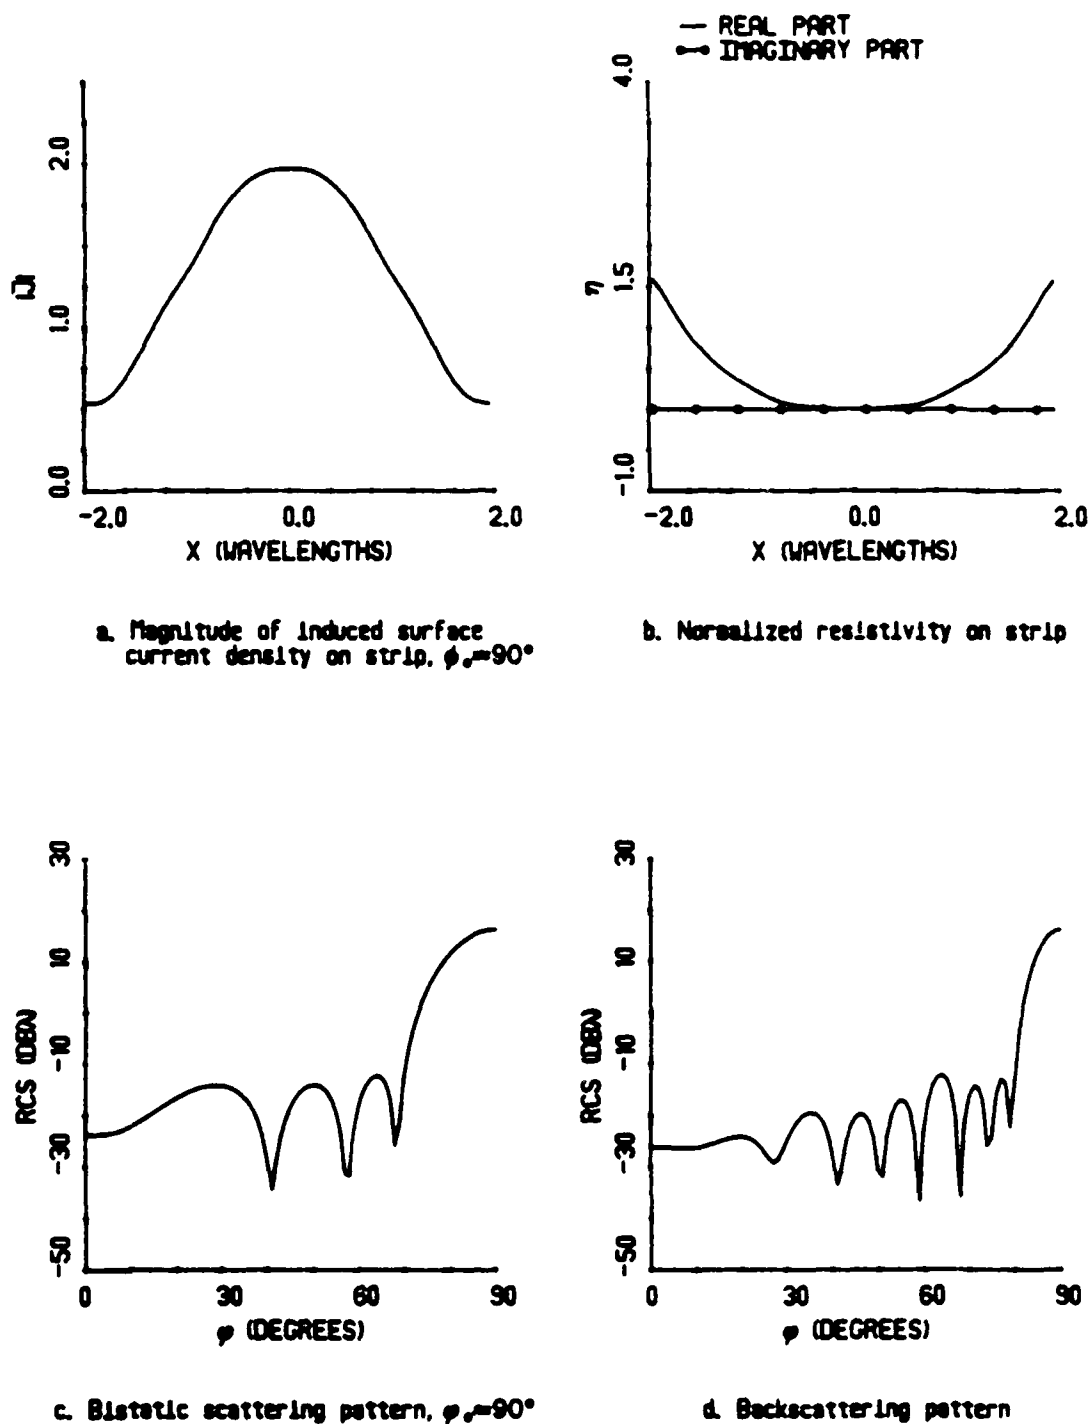 — REAL PART
•—• IMAGINARY PART
2.0
1.0
0.0
|J̄|
-2.0 0.0 2.0
X (WAVELENGTHS)
4.0
1.5
-1.0
η
-2.0 0.0 2.0
X (WAVELENGTHS)
a. Magnitude of induced surface
current density on strip, ϕ₀=90°
b. Normalized resistivity on strip
30
10
-10
-30
-50
RCS (DBλ)
0 30 60 90
φ (DEGREES)
30
10
-10
-30
-50
RCS (DBλ)
0 30 60 90
φ (DEGREES)
c. Bistatic scattering pattern, φ₀=90°
d. Backscattering pattern